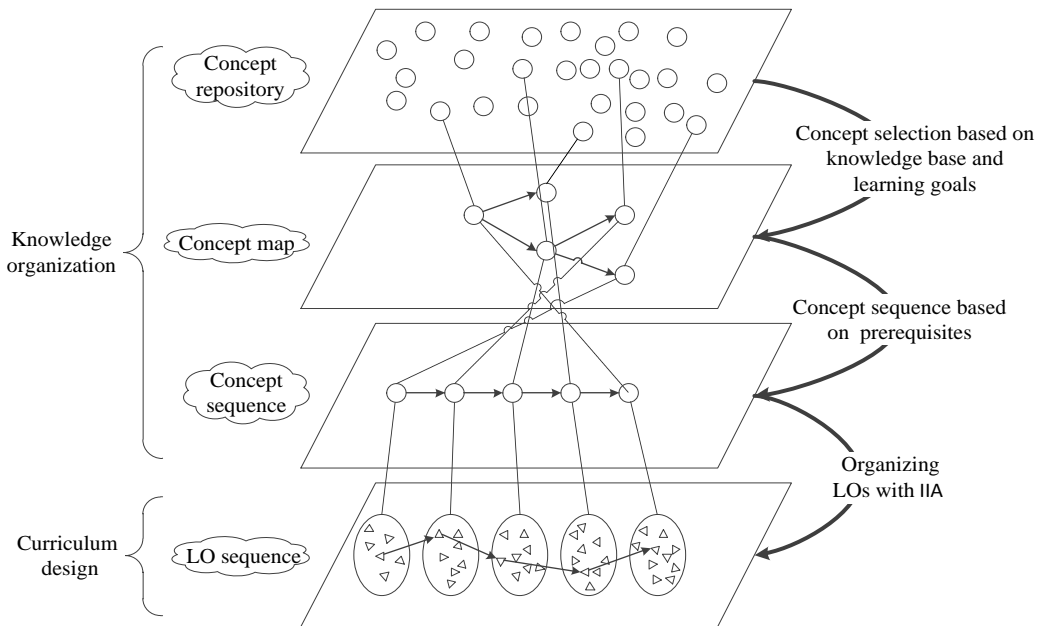 Concept
repository
Concept selection based on
knowledge base and
learning goals
Knowledge
organization
Concept map
Concept sequence based
on prerequisites
Concept
sequence
Organizing
LOs with IIA
Curriculum
design
LO sequence